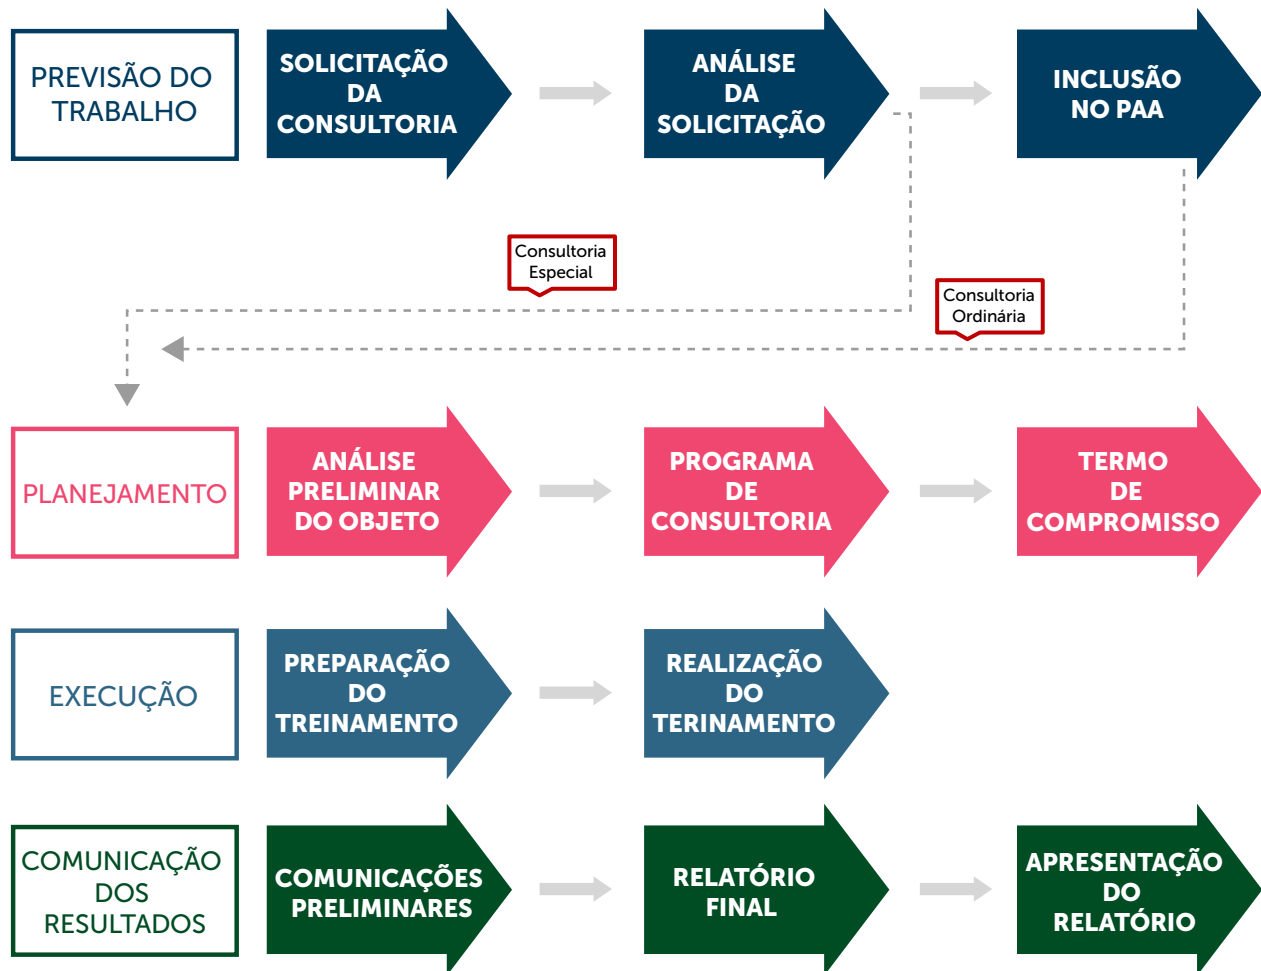 PREVISÃO DO
TRABALHO
SOLICITAÇÃO
DA
CONSULTORIA
ANÁLISE
DA
SOLICITAÇÃO
INCLUSÃO
NO PAA
Consultoria
Especial
Consultoria
Ordinária
PLANEJAMENTO
ANÁLISE
PRELIMINAR
DO OBJETO
PROGRAMA
DE
CONSULTORIA
TERMO
DE
COMPROMISSO
EXECUÇÃO
PREPARAÇÃO
DO
TREINAMENTO
REALIZAÇÃO
DO
TERINAMENTO
COMUNICAÇÃO
DOS
RESULTADOS
COMUNICAÇÕES
PRELIMINARES
RELATÓRIO
FINAL
APRESENTAÇÃO
DO
RELATÓRIO